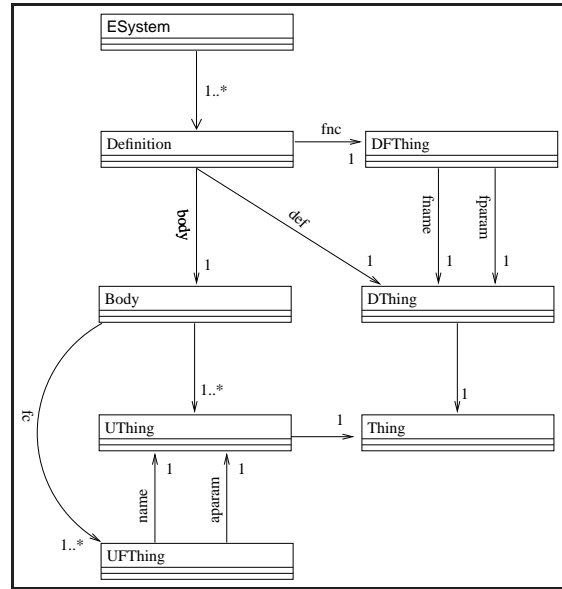 ESystem
1..*
Definition
fnc
1
DFThing
body
def
fname
fparam
1
1
1
1
Body
DThing
fc
1..*
1
1
UThing
Thing
1
1
name
aparam
1..*
UFThing